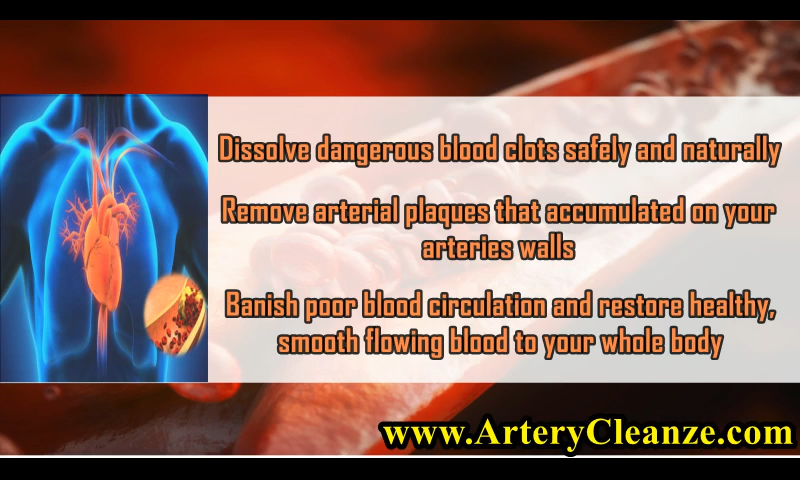 Dissolve dangerous blood clots safely and naturally
Remove arterial plaques that accumulated on your
arteries walls
Banish poor blood circulation and restore healthy,
smooth flowing blood to your whole body
www.ArteryCleanze.com